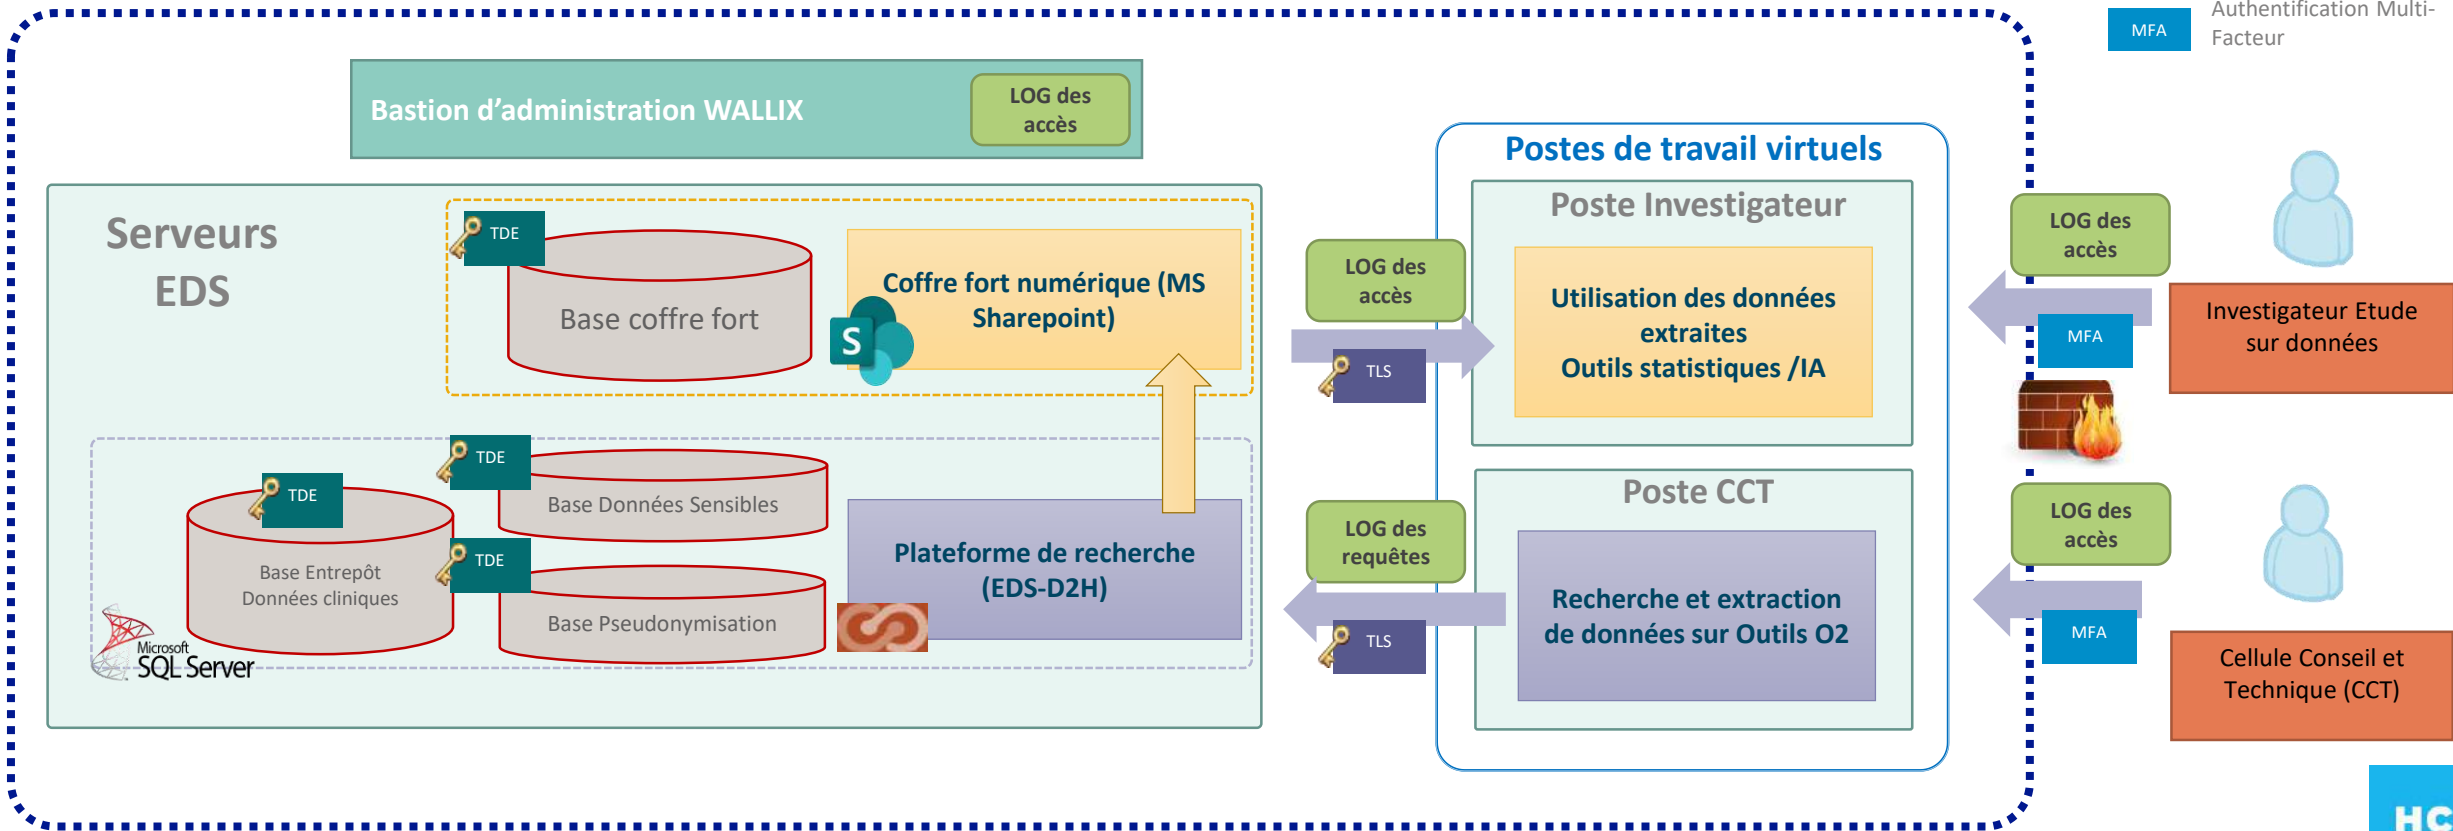 Authentification Multi-
Facteur
MFA
Bastion d'administration WALLIX
LOG des
accès
Serveurs
EDS
TDE
Base coffre fort
Coffre fort numérique (MS
Sharepoint)
S
TDE
Base Données Sensibles
TDE
Base Entrepôt
Données cliniques
TDE
Base Pseudonymisation
Microsoft
SQL Server
Plateforme de recherche
(EDS-D2H)
LOG des
accès
TLS
LOG des
requêtes
TLS
Postes de travail virtuels
Poste Investigateur
Utilisation des données
extraites
Outils statistiques /IA
Poste CCT
Recherche et extraction
de données sur Outils O2
LOG des
accès
MFA
Investigateur Etude
sur données
LOG des
accès
MFA
Cellule Conseil et
Technique (CCT)
HC